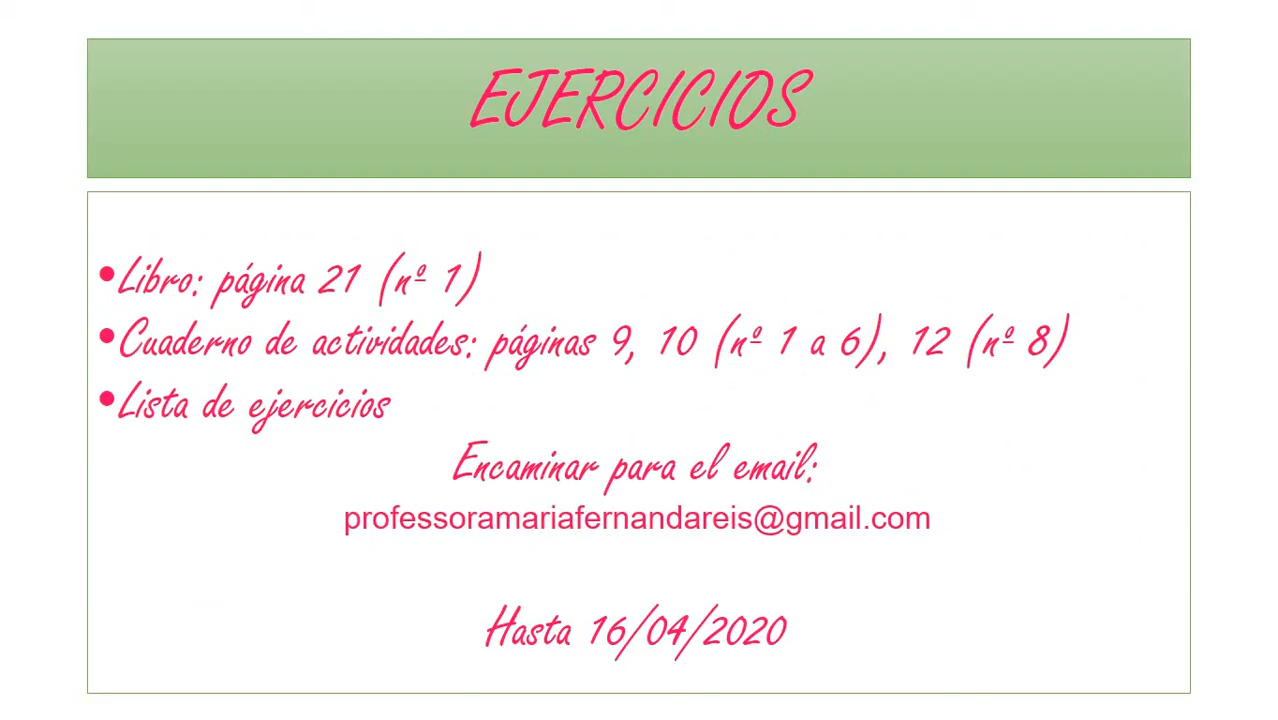 EJERCICIOS
•Libro: página 21 (nº 1)
•Cuaderno de actividades: páginas 9, 10 (nº 1 a 6), 12 (nº 8)
•Lista de ejercicios
Encaminar para el email:
professoramariafernandareis@gmail.com
Hasta 16/04/2020